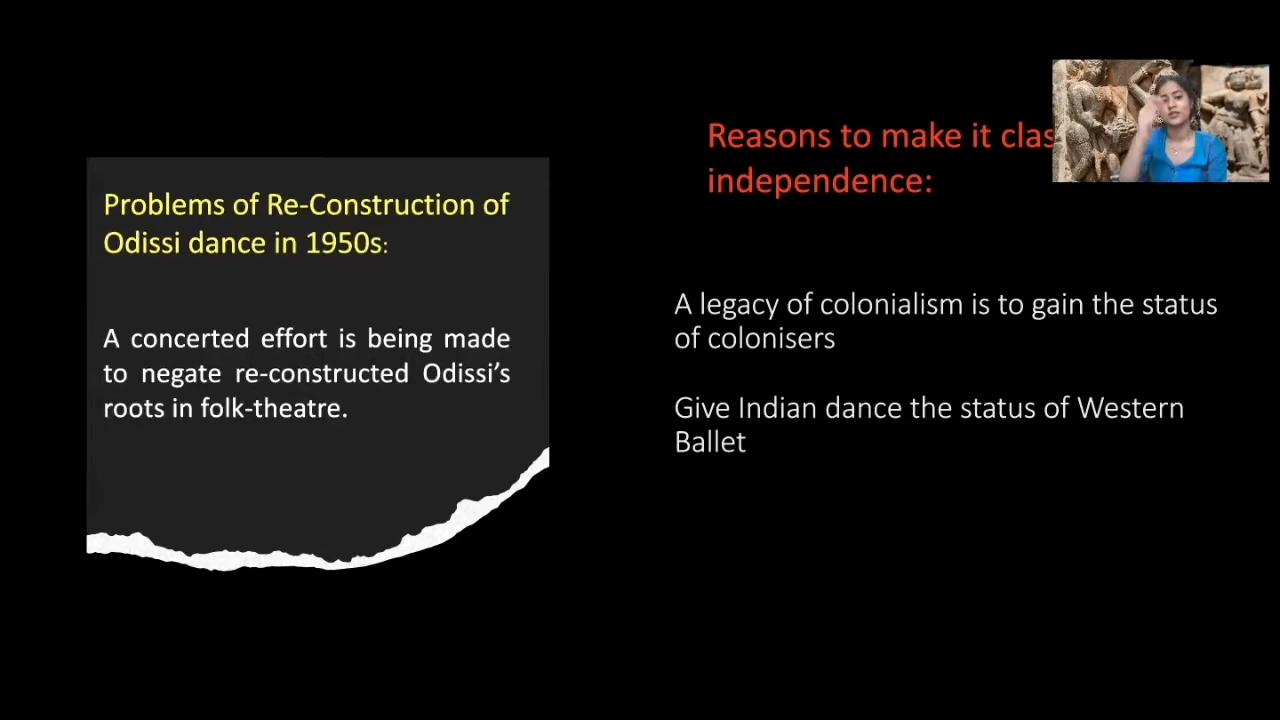 Problems of Re-Construction of
Odissi dance in 1950s:
A concerted effort is being made
to negate re-constructed Odissi's
roots in folk-theatre.
Reasons to make it
independence:
A legacy of colonialism is to gain the status
of colonisers
Give Indian dance the status of Western
Ballet